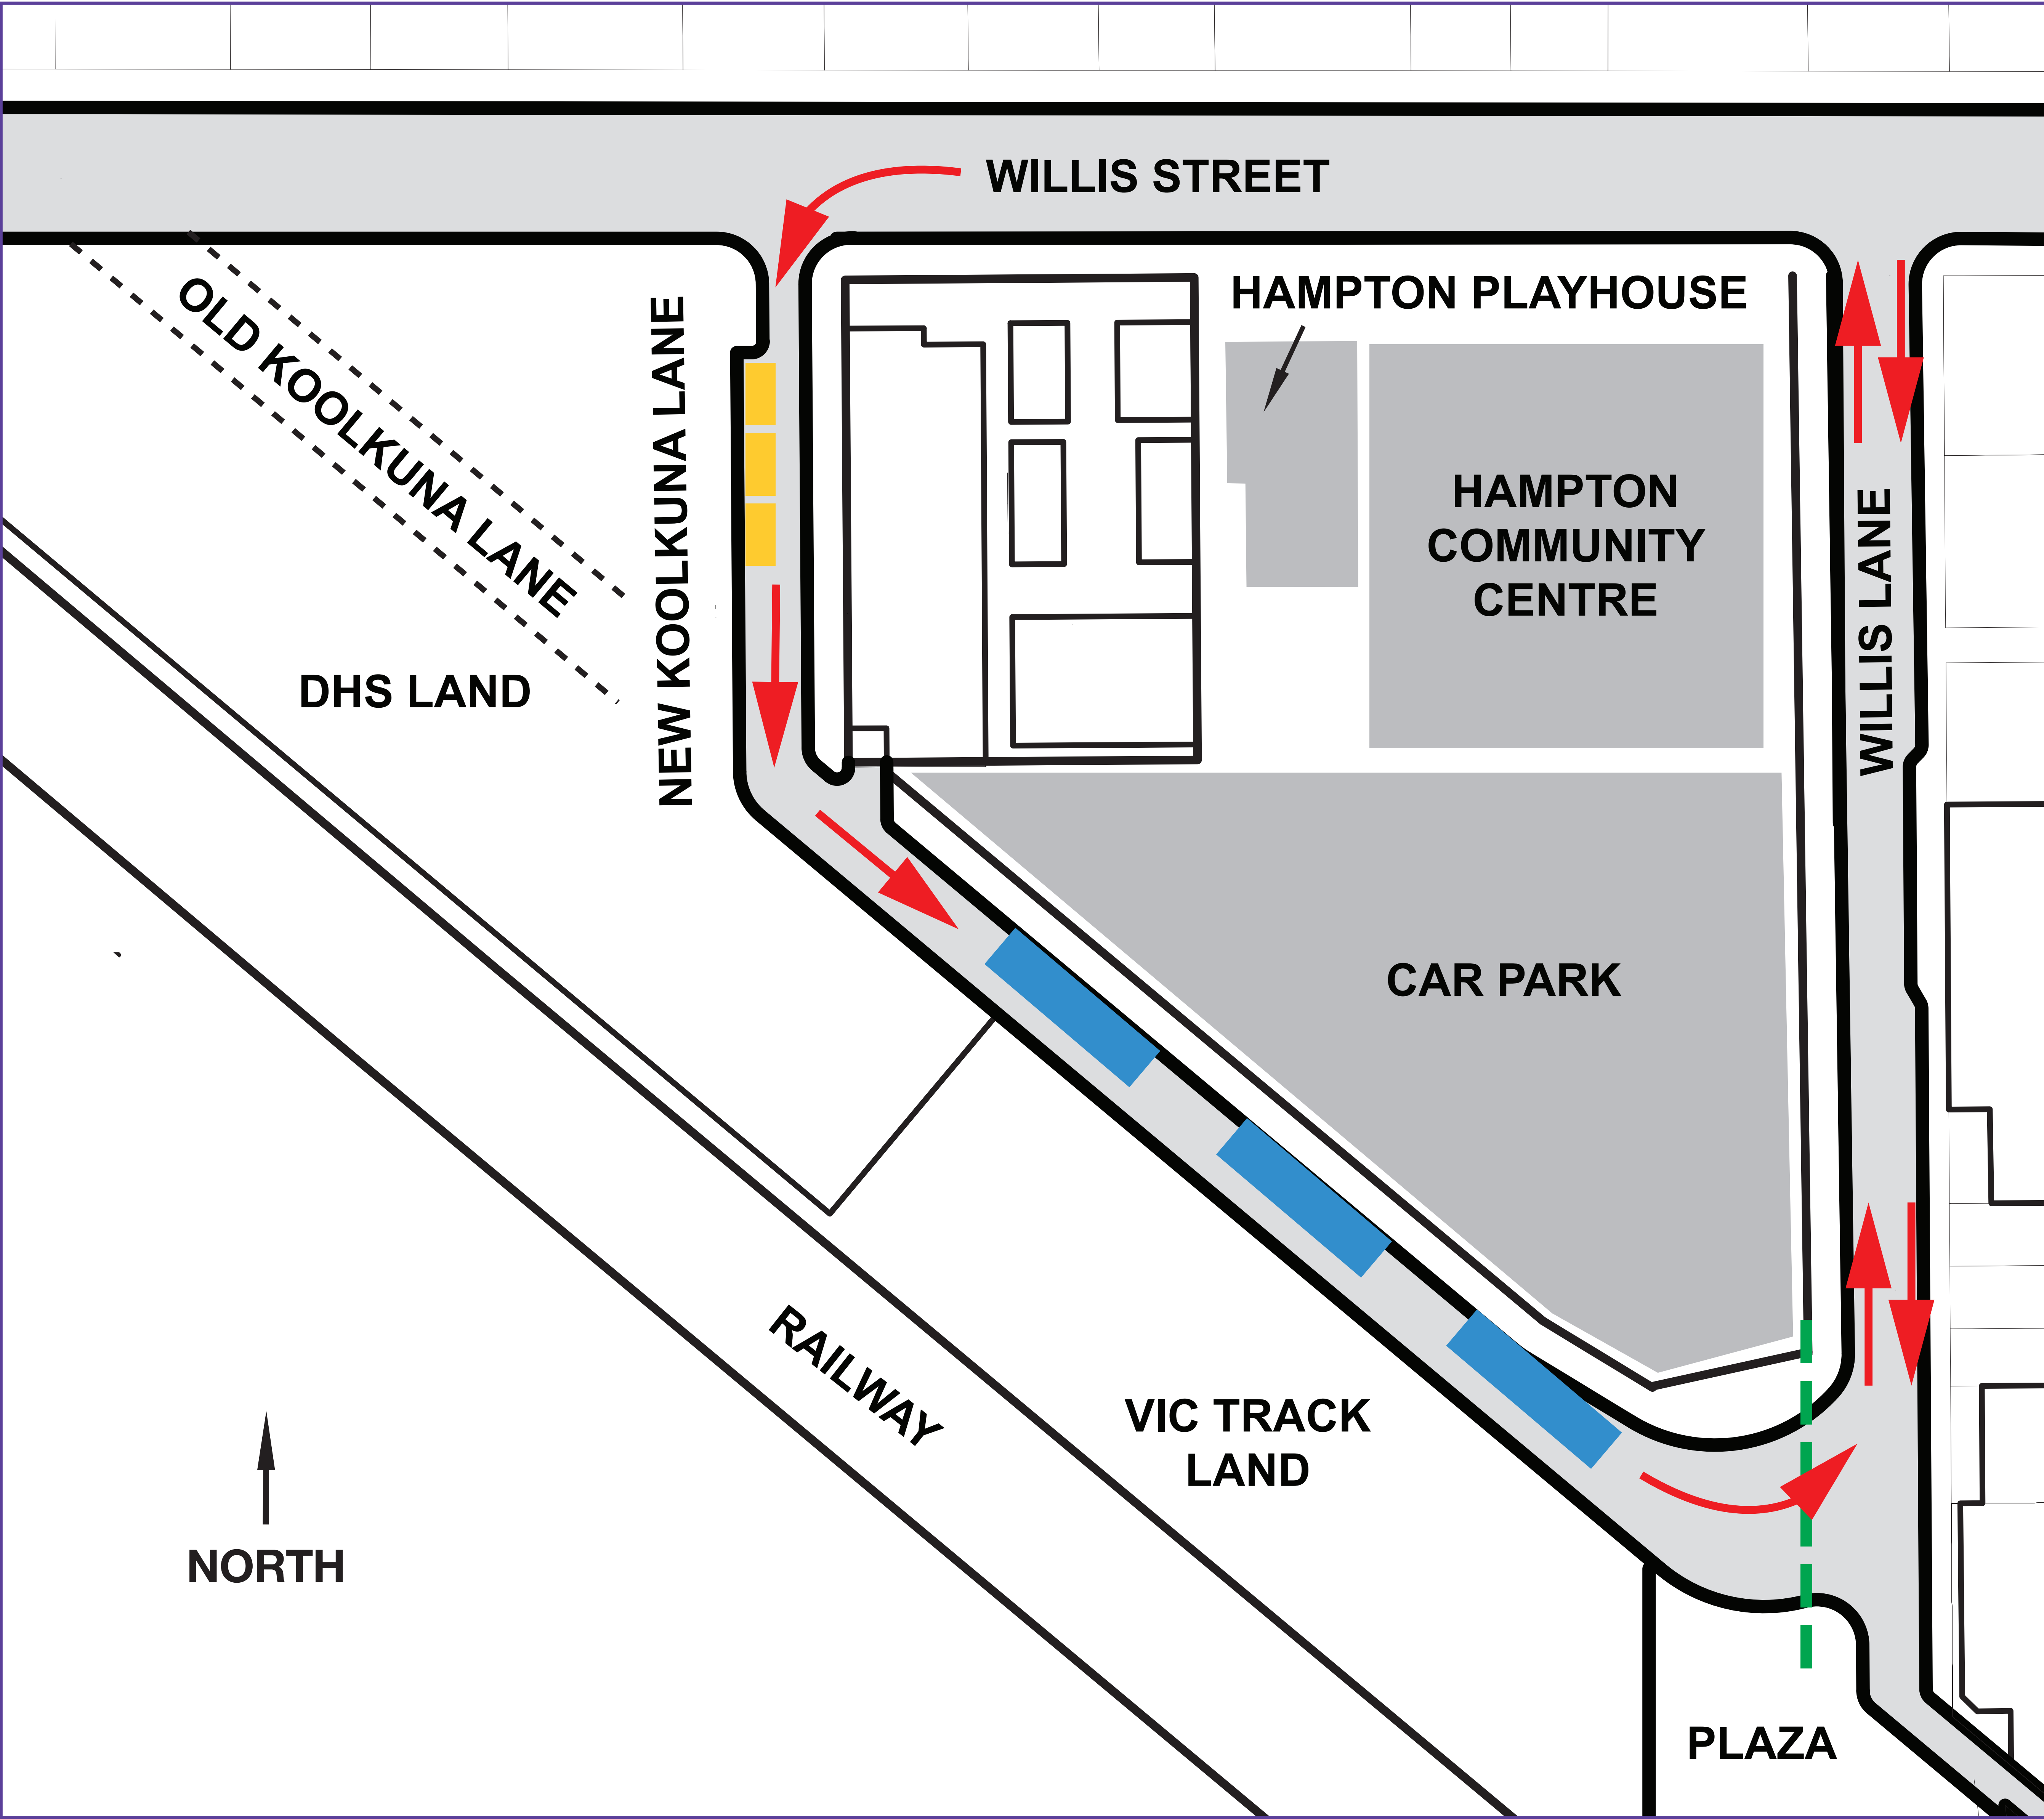 WILLIS STREET
OLD KOOLKUNA LANE
NEW KOOLKUNA LANE
HAMPTON PLAYHOUSE
HAMPTON
COMMUNITY
CENTRE
WILLIS LANE
DHS LAND
CAR PARK
RAILWAY
VIC TRACK
LAND
NORTH
PLAZA